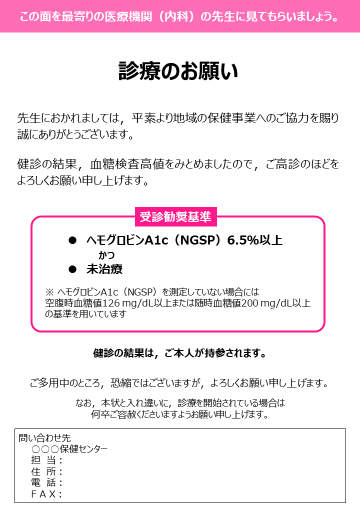 この面を最寄りの医療機関（内科）の先生に見てもらいましょう。
診療のお願い
先生におかれましては，平素より地域の保健事業へのご協力を賜り
誠にありがとうございます。
健診の結果，血糖検査高値をみとめましたので，ご高診のほどを
よろしくお願い申し上げます。
受診勧奨基準
● ヘモグロビンA1c（NGSP）6.5％以上
かつ
● 未治療
※ ヘモグロビンA1c（NGSP）を測定していない場合には
空腹時血糖値126 mg/dL以上または随時血糖値200 mg/dL以上
の基準を用いています
健診の結果は，ご本人が持参されます。
ご多用中のところ，恐縮ではございますが，よろしくお願い申し上げます。
なお，本状と入れ違いに，診療を開始されている場合は
何卒ご容赦くださいますようお願い申し上げます。
問い合わせ先
○○○保健センター
担 当：
住 所：
電 話：
ＦＡＸ：